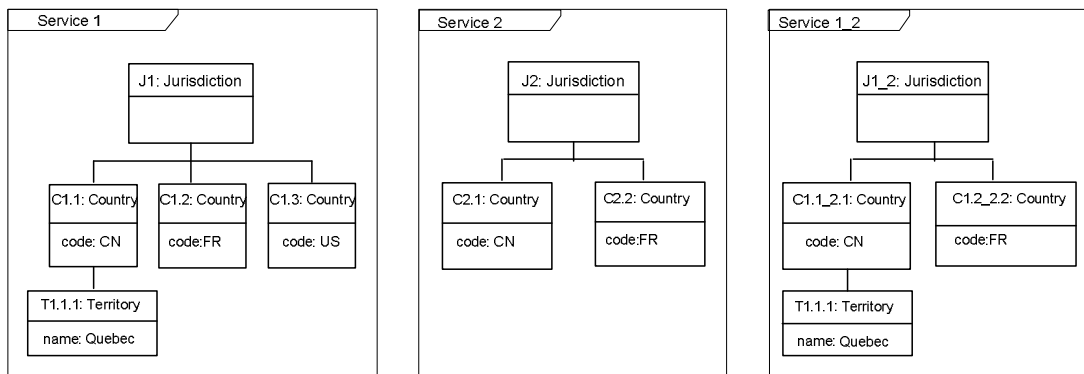 Service 1
J1: Jurisdiction
C1.1: Country
code: CN
C1.2: Country
code:FR
C1.3: Country
code: US
T1.1.1: Territory
name: Quebec
Service 2
J2: Jurisdiction
C2.1: Country
code: CN
C2.2: Country
code:FR
Service 1_2
J1_2: Jurisdiction
C1.1_2.1: Country
code: CN
C1.2_2.2: Country
code:FR
T1.1.1: Territory
name: Quebec